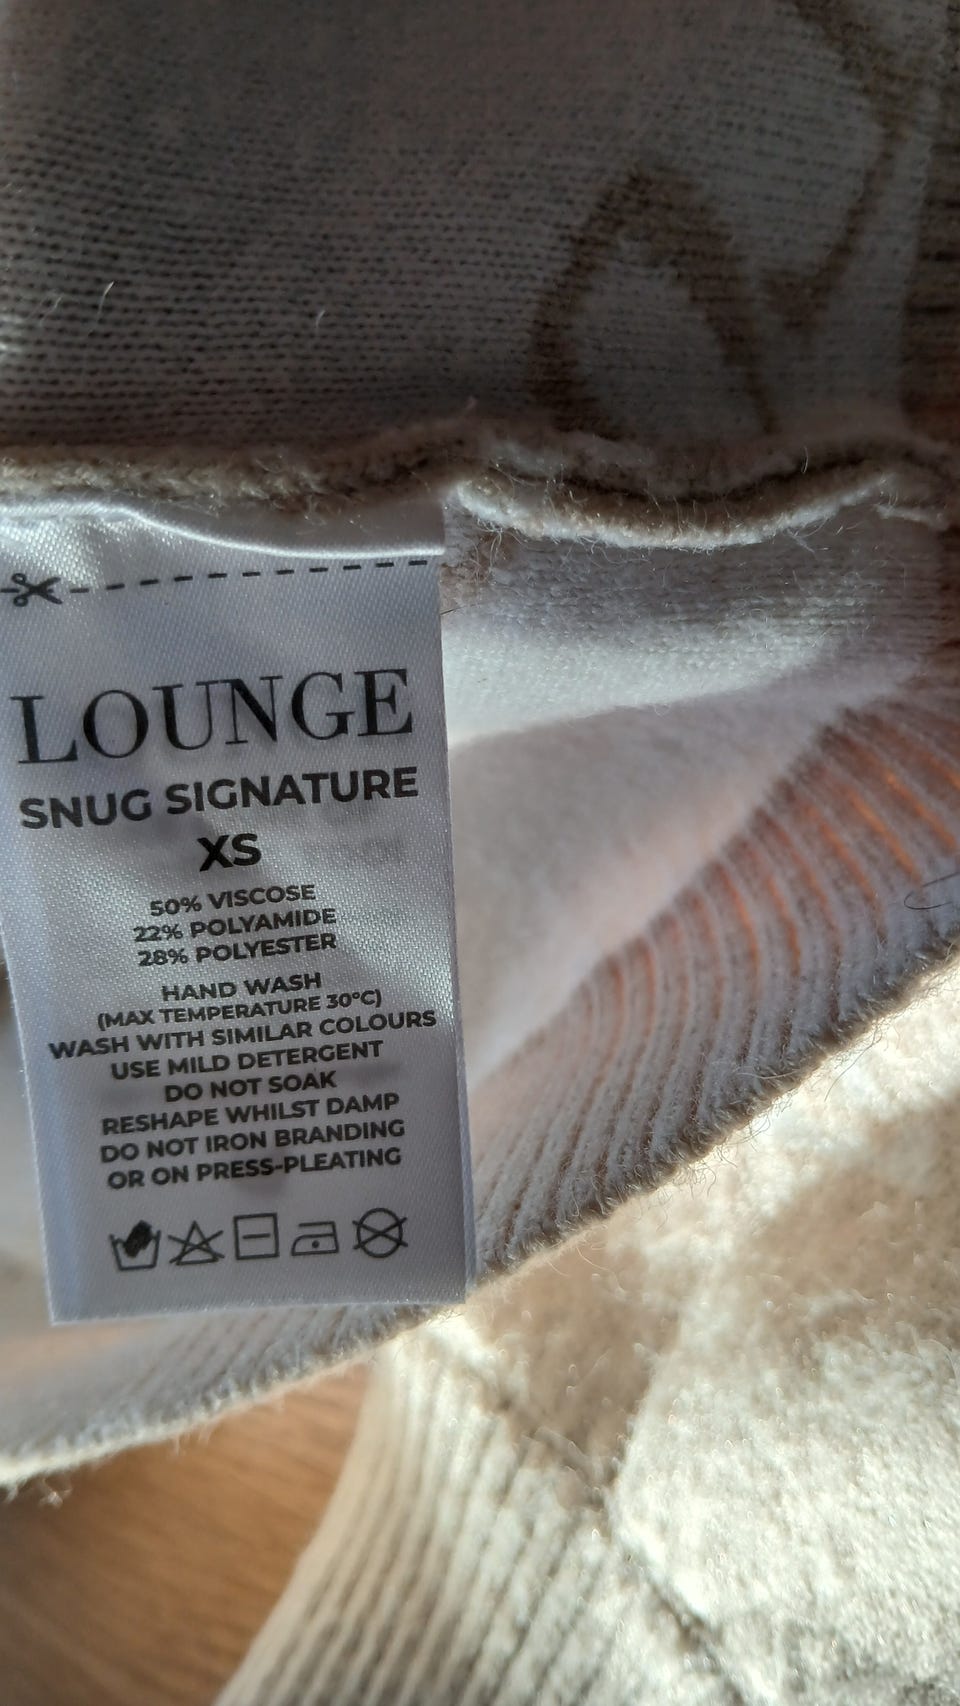 LOUNGE
SNUG SIGNATURE
XS
50% VISCOSE
22% POLYAMIDE
28% POLYESTER
HAND WASH
(MAX TEMPERATURE 30°C)
WASH WITH SIMILAR COLOURS
USE MILD DETERGENT
DO NOT SOAK
RESHAPE WHILST DAMP
DO NOT IRON BRANDING
OR ON PRESS-PLEATING